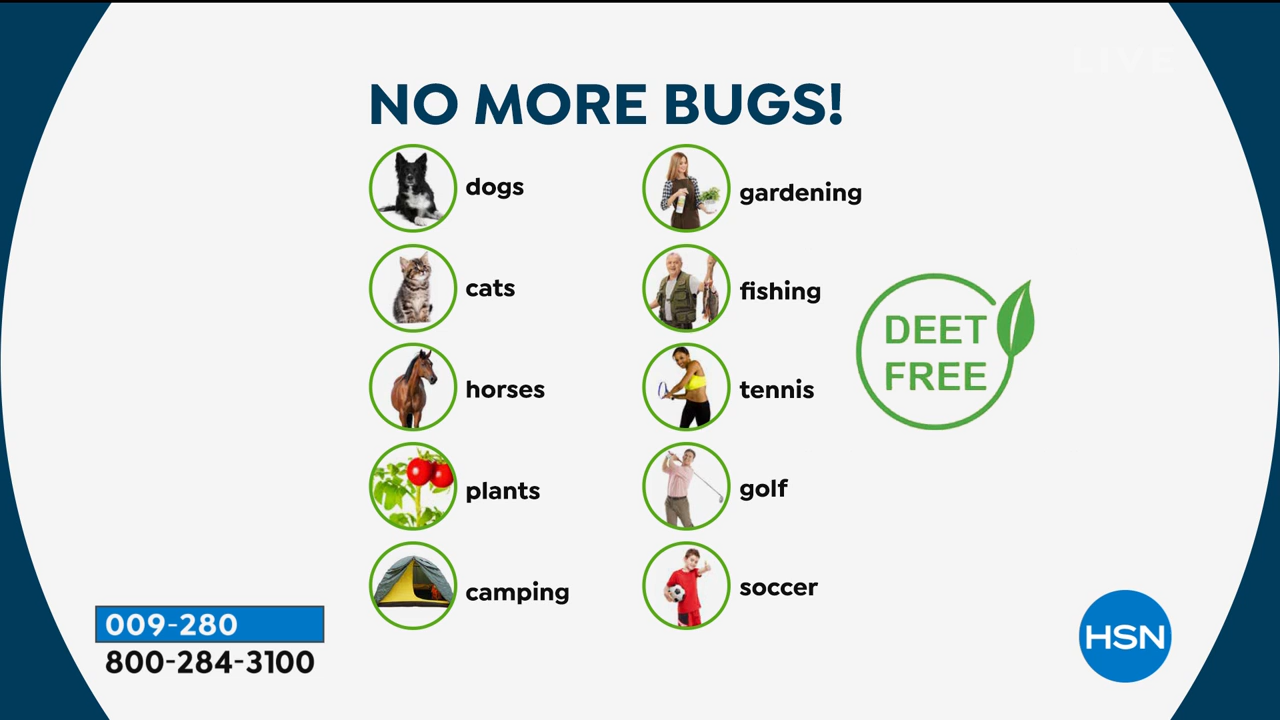 LIVE
NO MORE BUGS!
dogs
gardening
cats
fishing
horses
tennis
plants
golf
camping
soccer
DEET
FREE
009-280
800-284-3100
HSN